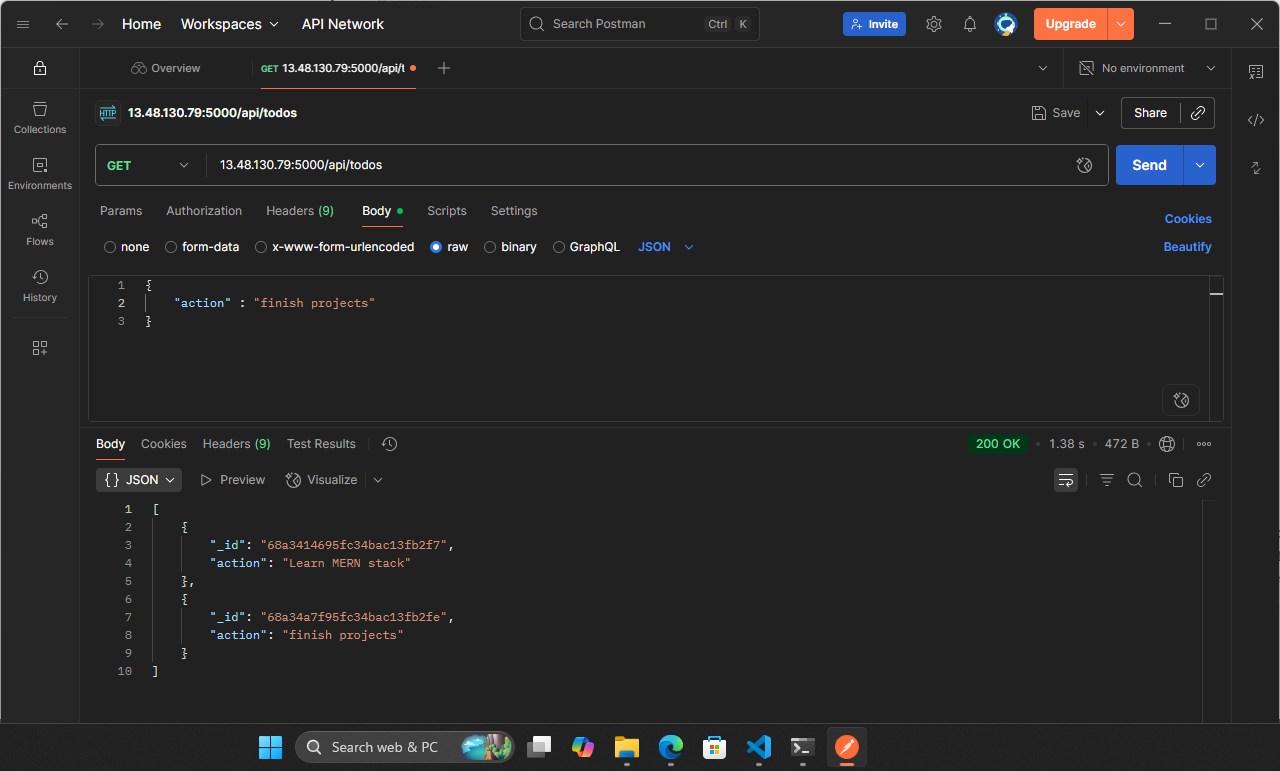 Home Workspaces API Network Search Postman Ctrl K Invite Upgrade
Overview GET 13.48.130.79:5000/api/t No environment
HTTP 13.48.130.79:5000/api/todos Save Share
Collections
GET 13.48.130.79:5000/api/todos Send
Environments
Params Authorization Headers (9) Body Scripts Settings Cookies
Flows
none form-data x-www-form-urlencoded raw binary GraphQL JSON Beautify
History
1 {
2 "action" : "finish projects"
3 }
Body Cookies Headers (9) Test Results 200 OK 1.38 s 472 B
{} JSON Preview Visualize
1 [
2 {
3 "_id": "68a3414695fc34bac13fb2f7",
4 "action": "Learn MERN stack"
5 },
6 {
7 "_id": "68a34a7f95fc34bac13fb2fe",
8 "action": "finish projects"
9 }
10 ]
Search web & PC